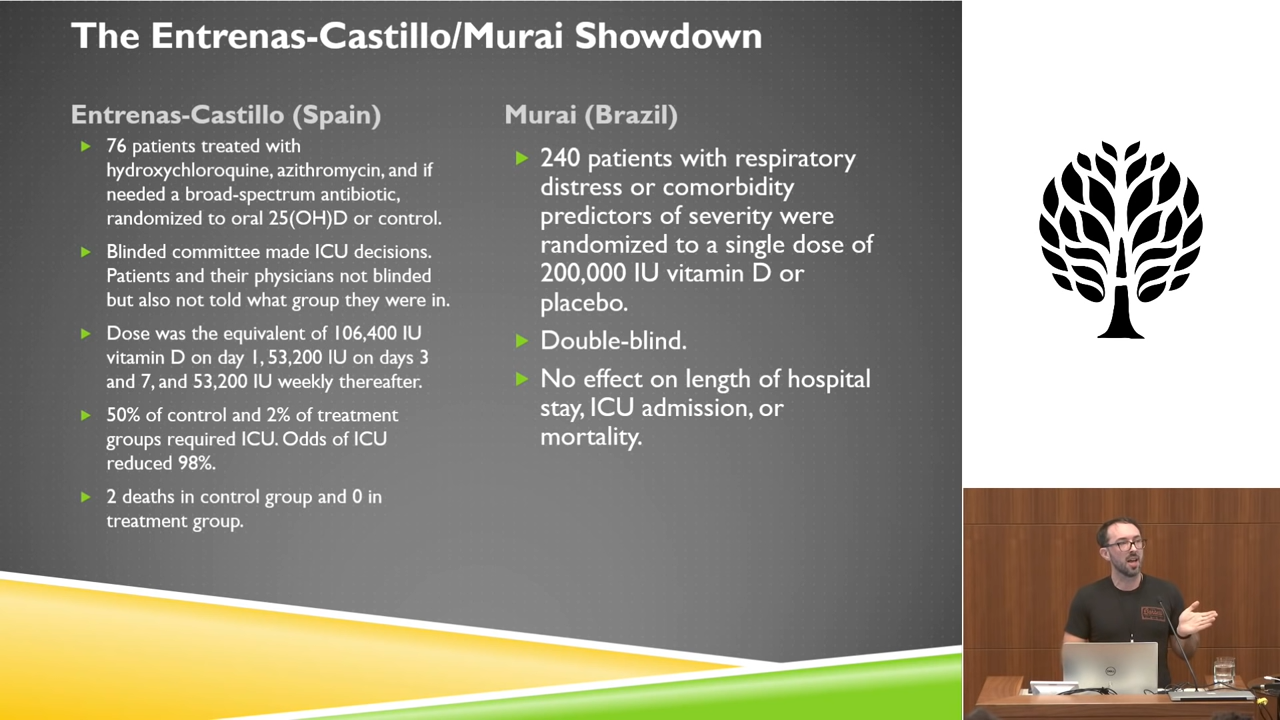 The Entrenas-Castillo/Murai Showdown
Entrenas-Castillo (Spain)
76 patients treated with
hydroxychloroquine, azithromycin, and if
needed a broad-spectrum antibiotic,
randomized to oral 25(OH)D or control.
Blinded committee made ICU decisions.
Patients and their physicians not blinded
but also not told what group they were in.
Dose was the equivalent of 106,400 IU
vitamin D on day 1, 53,200 IU on days 3
and 7, and 53,200 IU weekly thereafter.
50% of control and 2% of treatment
groups required ICU. Odds of ICU
reduced 98%.
2 deaths in control group and 0 in
treatment group.
Murai (Brazil)
240 patients with respiratory
distress or comorbidity
predictors of severity were
randomized to a single dose of
200,000 IU vitamin D or
placebo.
Double-blind.
No effect on length of hospital
stay, ICU admission, or
mortality.